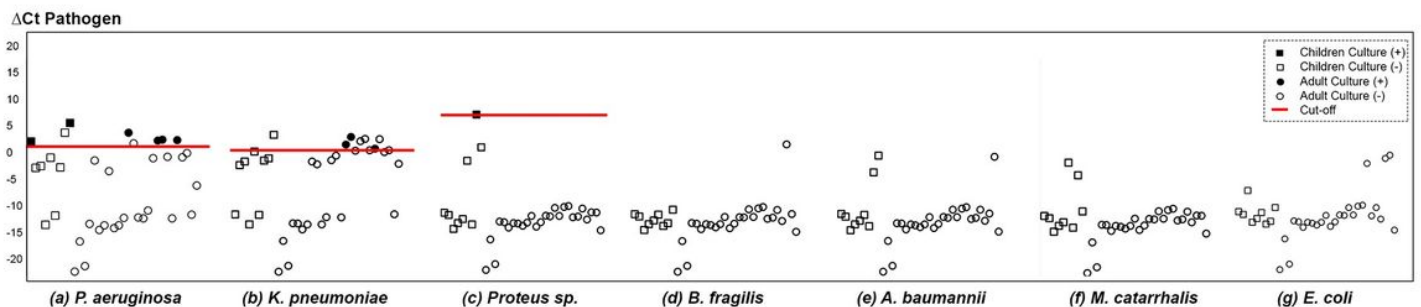 ΔCt Pathogen
20
15
10
5
0
-5
-10
-15
-20
Children Culture (+)
Children Culture (-)
Adult Culture (+)
Adult Culture (-)
Cut-off
(a) P. aeruginosa
(b) K. pneumoniae
(c) Proteus sp.
(d) B. fragilis
(e) A. baumannii
(f) M. catarrhalis
(g) E. coli